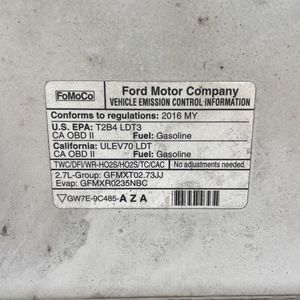 FoMoCo
Ford Motor Company
VEHICLE EMISSION CONTROL INFORMATION
Conforms to regulations: 2016 MY
U.S. EPA: T2B4 LDT3
CA OBD II Fuel: Gasoline
California: ULEV70 LDT
CA OBD II Fuel: Gasoline
TWC/DFI/WR-HO2S/HO2S/TC/CAC No adjustments needed.
2.7L-Group: GFMXT02.73JJ
Evap: GFMXR0235NBC
GW7E-9C485-AZA